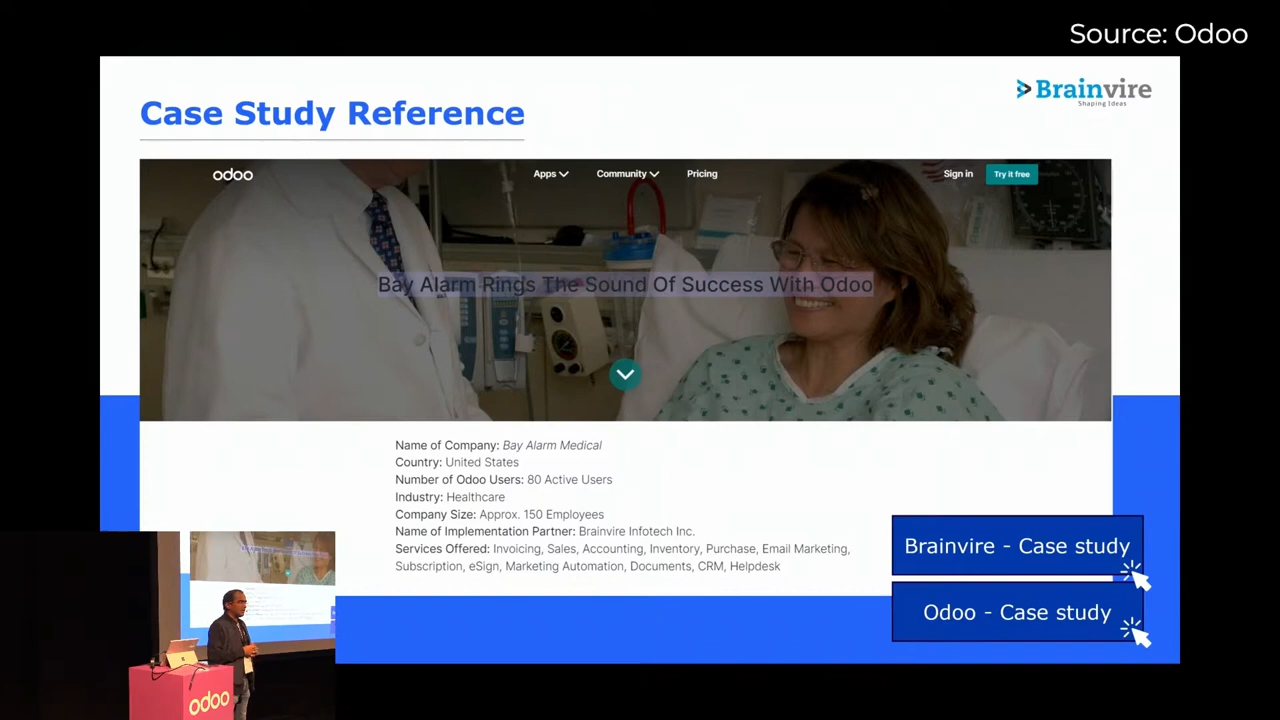 Source: Odoo
Brainvire
Shaping Ideas
Case Study Reference
odoo
Apps
Community
Pricing
Sign in
Try it free
Bay Alarm Rings The Sound Of Success With Odoo
Name of Company: Bay Alarm Medical
Country: United States
Number of Odoo Users: 80 Active Users
Industry: Healthcare
Company Size: Approx. 150 Employees
Name of Implementation Partner: Brainvire Infotech Inc.
Services Offered: Invoicing, Sales, Accounting, Inventory, Purchase, Email Marketing,
Subscription, eSign, Marketing Automation, Documents, CRM, Helpdesk
Brainvire - Case study
Odoo - Case study
odoo